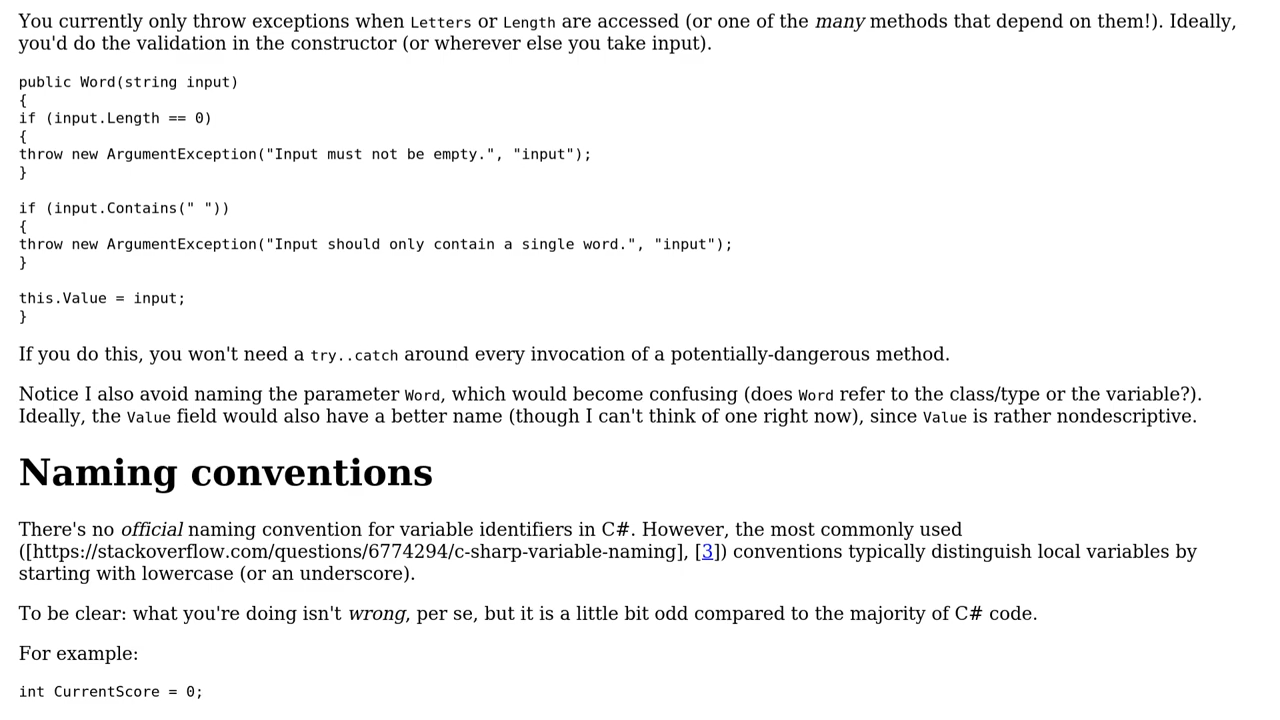 You currently only throw exceptions when Letters or Length are accessed (or one of the many methods that depend on them!). Ideally,
you'd do the validation in the constructor (or wherever else you take input).
public Word(string input)
{
if (input.Length == 0)
{
throw new ArgumentException("Input must not be empty.", "input");
}
if (input.Contains(" "))
{
throw new ArgumentException("Input should only contain a single word.", "input");
}
this.Value = input;
}
If you do this, you won't need a try..catch around every invocation of a potentially-dangerous method.
Notice I also avoid naming the parameter Word, which would become confusing (does Word refer to the class/type or the variable?).
Ideally, the Value field would also have a better name (though I can't think of one right now), since Value is rather nondescriptive.
Naming conventions
There's no official naming convention for variable identifiers in C#. However, the most commonly used
([https://stackoverflow.com/questions/6774294/c-sharp-variable-naming], [3]) conventions typically distinguish local variables by
starting with lowercase (or an underscore).
To be clear: what you're doing isn't wrong, per se, but it is a little bit odd compared to the majority of C# code.
For example:
int CurrentScore = 0;